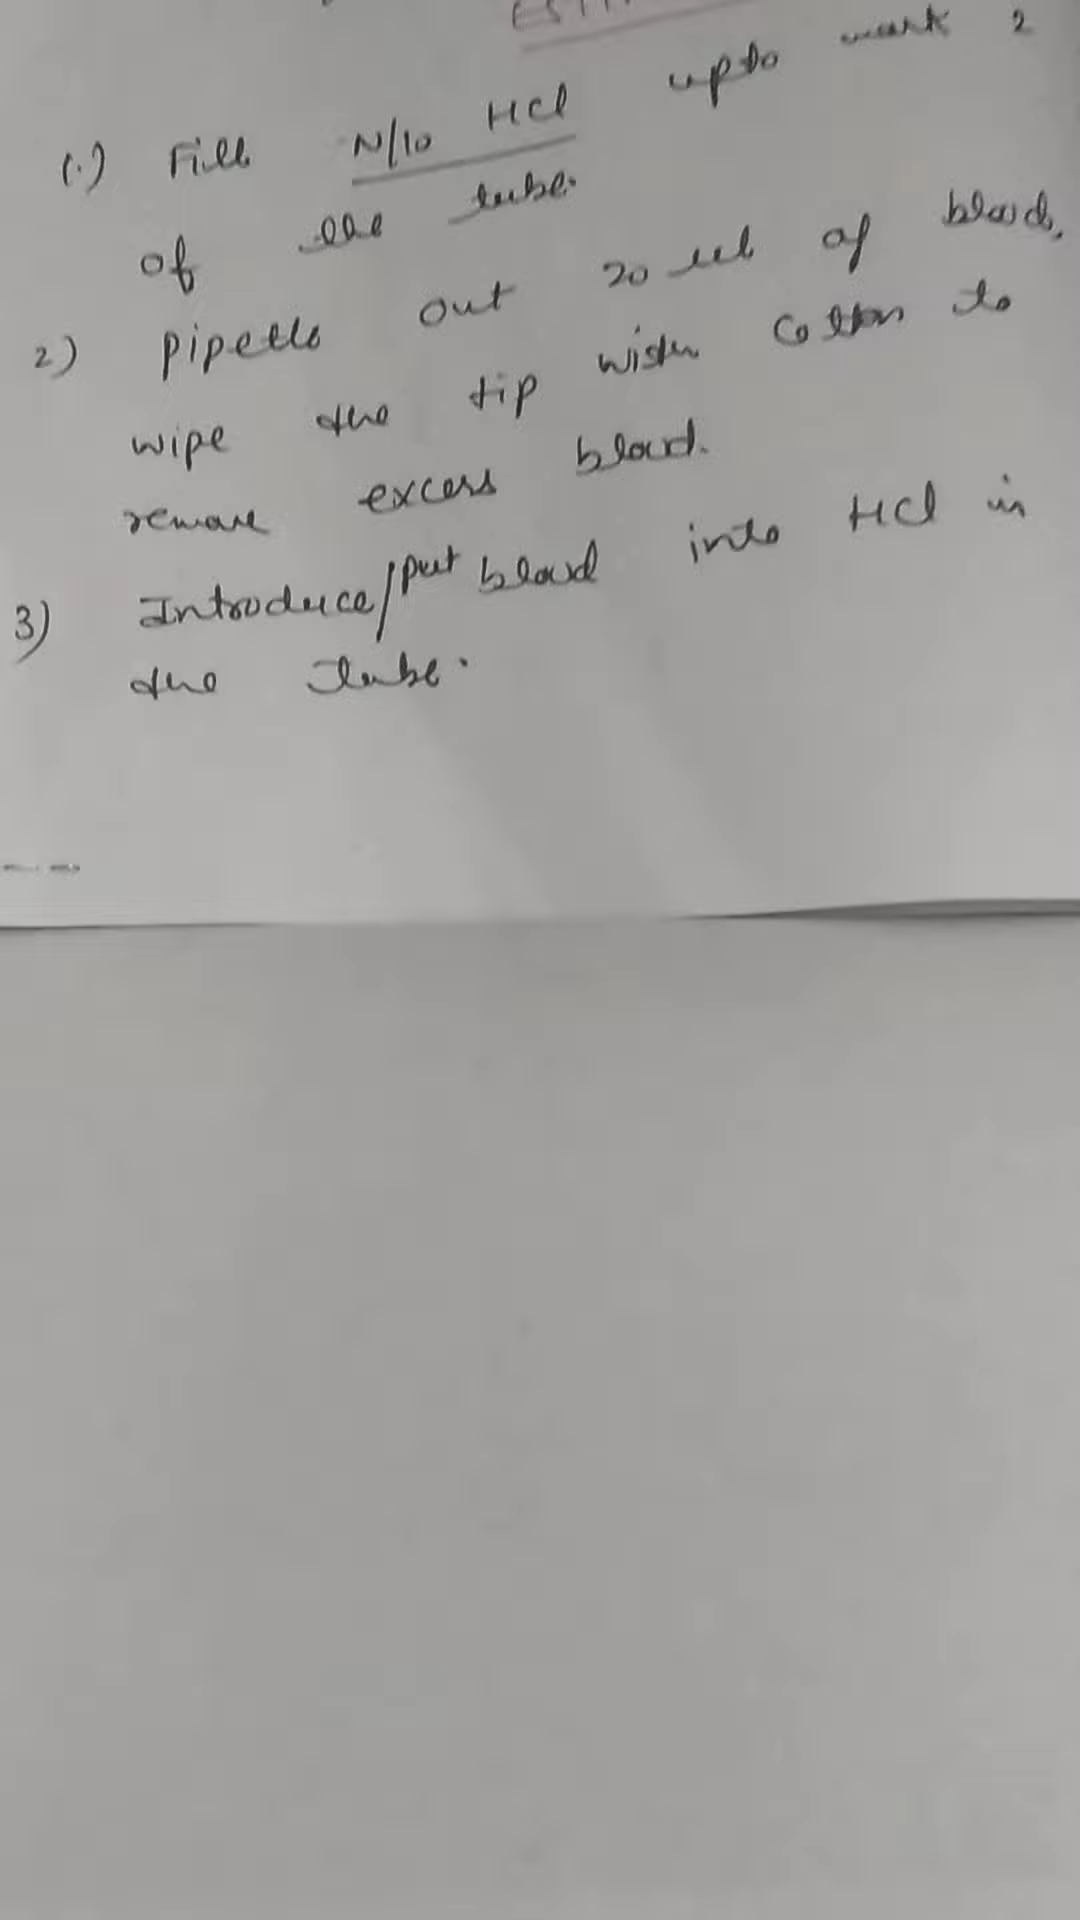 (1.) Fill N/10 HCl upto mark 2
of the tube.
2) Pipette out 20 ul of blood,
wipe the tip with cotton to
remove excess blood.
3) Introduce/put blood into HCl in
the tube.